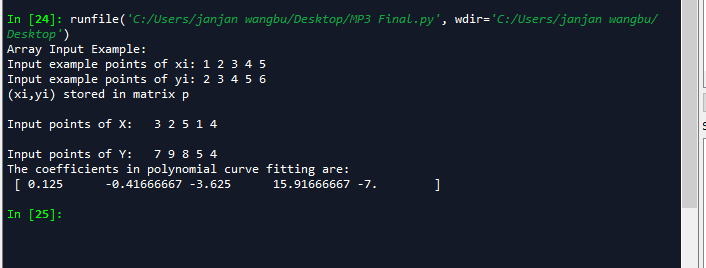 In [24]: runfile('C:/Users/janjan wangbu/Desktop/MP3 Final.py', wdir='C:/Users/janjan wangbu/
Desktop')
Array Input Example:
Input example points of xi: 1 2 3 4 5
Input example points of yi: 2 3 4 5 6
(xi,yi) stored in matrix p
Input points of X:   3 2 5 1 4
Input points of Y:   7 9 8 5 4
The coefficients in polynomial curve fitting are:
 [ 0.125      -0.41666667 -3.625      15.91666667 -7.        ]
In [25]: